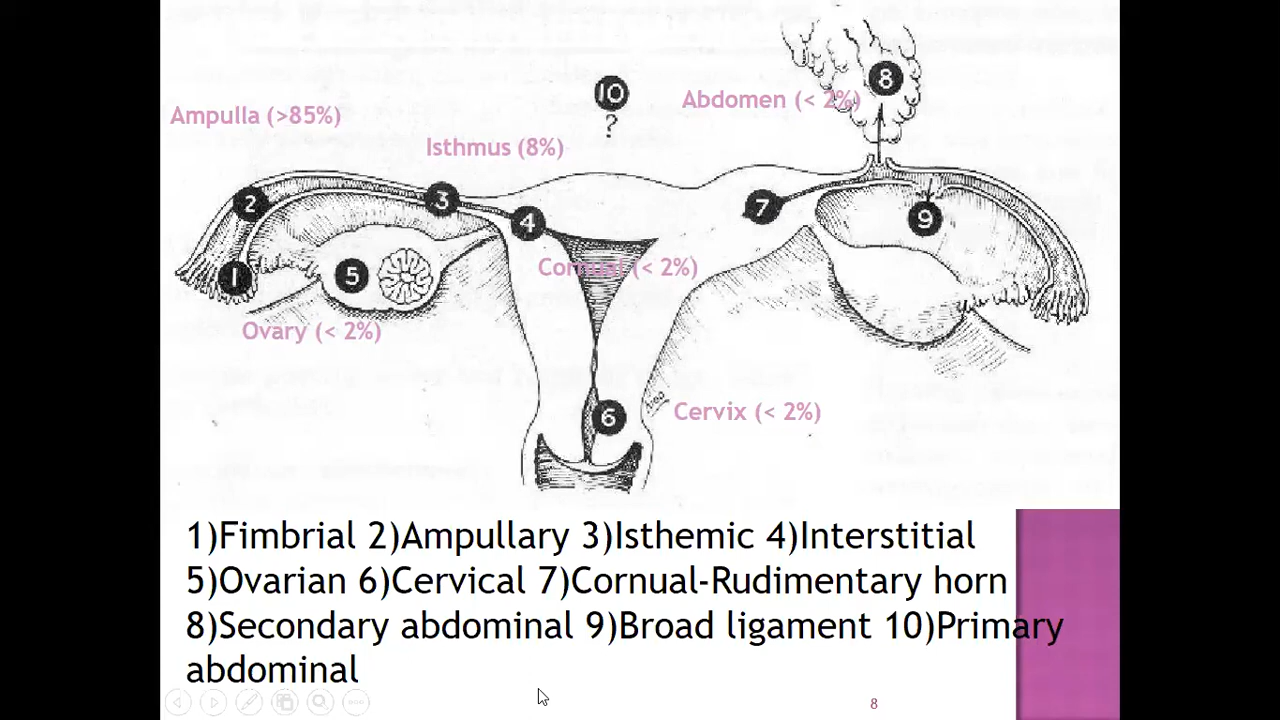 8
10
Abdomen (< 2%)
Ampulla (>85%)
?
Isthmus (8%)
2
3
4
7
9
1
5
Cornual (< 2%)
Ovary (< 2%)
6
Cervix (< 2%)
1)Fimbrial 2)Ampullary 3)Isthemic 4)Interstitial
5)Ovarian 6)Cervical 7)Cornual-Rudimentary horn
8)Secondary abdominal 9)Broad ligament 10)Primary
abdominal
8